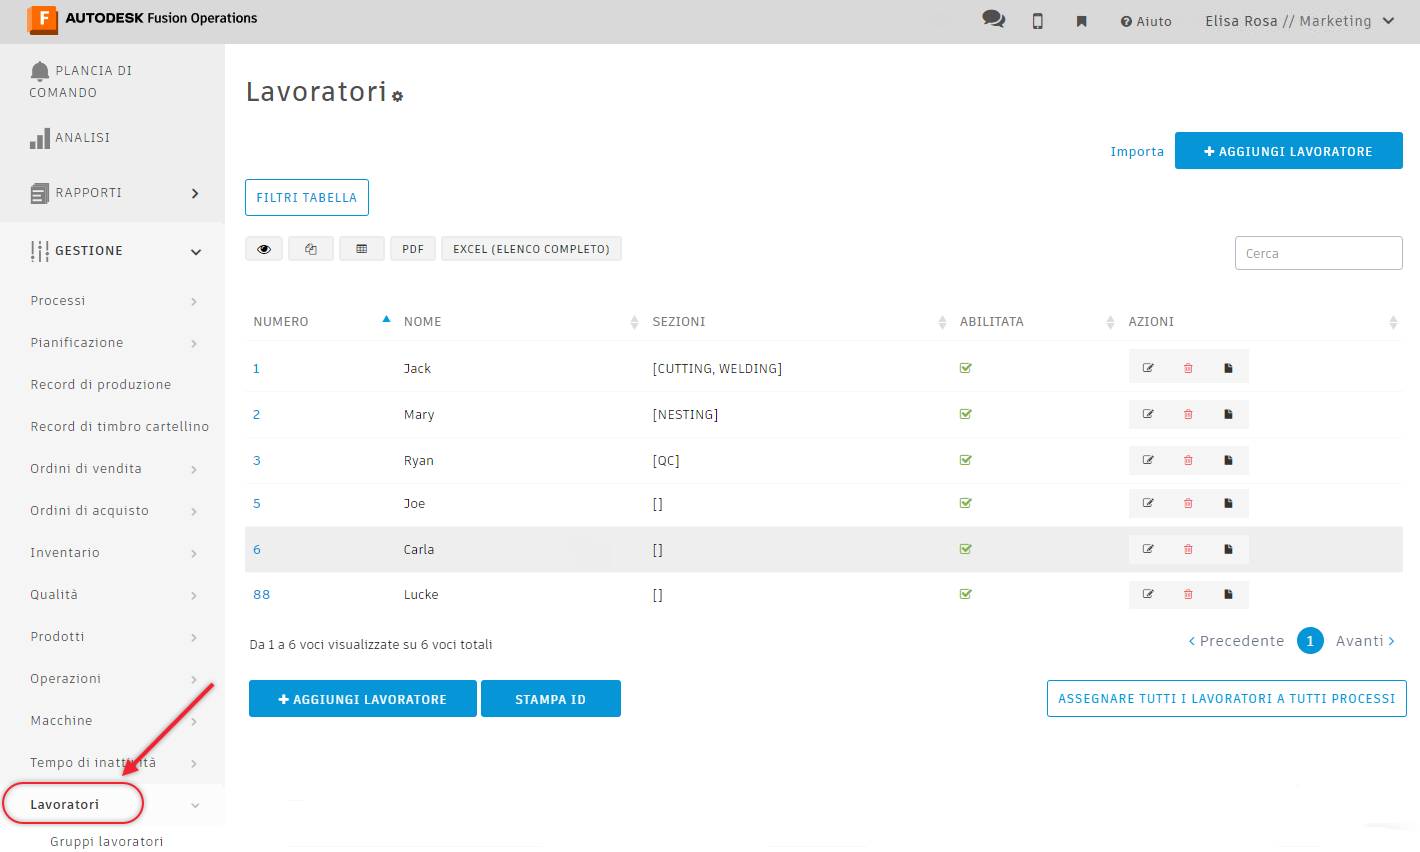 F AUTODESK Fusion Operations
Aiuto
Elisa Rosa // Marketing
PLANCIA DI
COMANDO
ANALISI
RAPPORTI
GESTIONE
Processi
Pianificazione
Record di produzione
Record di timbro cartellino
Ordini di vendita
Ordini di acquisto
Inventario
Qualità
Prodotti
Operazioni
Macchine
Tempo di inattività
Lavoratori
Gruppi lavoratori
Lavoratori
Importa
+ AGGIUNGI LAVORATORE
FILTRI TABELLA
PDF
EXCEL (ELENCO COMPLETO)
Cerca
NUMERO NOME SEZIONI ABILITATA AZIONI
1 Jack [CUTTING, WELDING]
2 Mary [NESTING]
3 Ryan [QC]
5 Joe []
6 Carla []
88 Lucke []
Da 1 a 6 voci visualizzate su 6 voci totali
‹ Precedente 1 Avanti ›
+ AGGIUNGI LAVORATORE
STAMPA ID
ASSEGNARE TUTTI I LAVORATORI A TUTTI PROCESSI